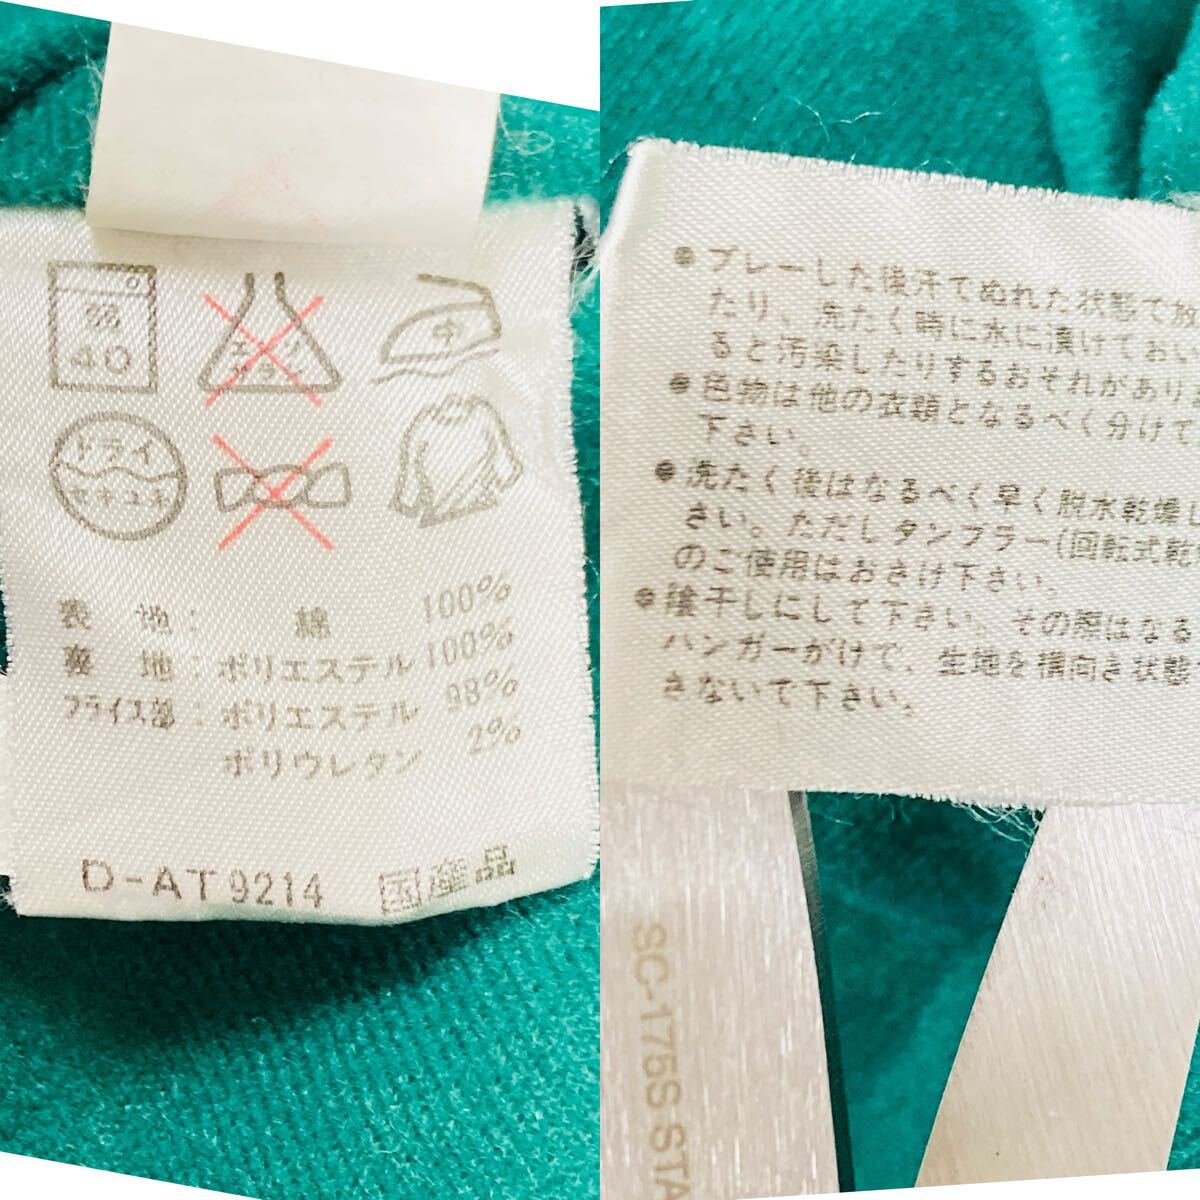 40
中
ドライ
セキユキ
表地： 綿 100%
裏地：ポリエステル 100%
フライス部：ポリエステル 98%
ポリウレタン 2%
D-AT9214 国産品
●プレーした後汗でぬれた状態で放
たり、洗たく時に水に漬けておい
ると汚染したりするおそれがあり
●色物は他の衣類となるべく分けて
下さい。
●洗たく後はなるべく早く脱水乾燥し
さい。ただしタンブラー(回転式乾
のご使用はおさけ下さい。
●陰干しにして下さい。その際はなる
ハンガーがけで、生地を横向き状態
さないで下さい。
SC-175S STA